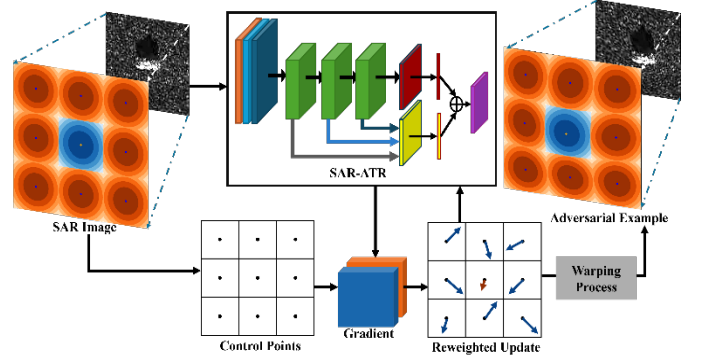 SAR-ATR
SAR Image
Adversarial Example
Warping
Process
Control Points
Gradient
Reweighted Update